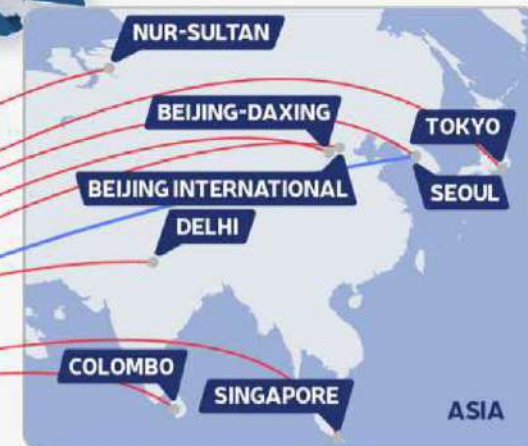 NUR-SULTAN
BEIJING-DAXING
TOKYO
BEIJING INTERNATIONAL
SEOUL
DELHI
COLOMBO
SINGAPORE
ASIA